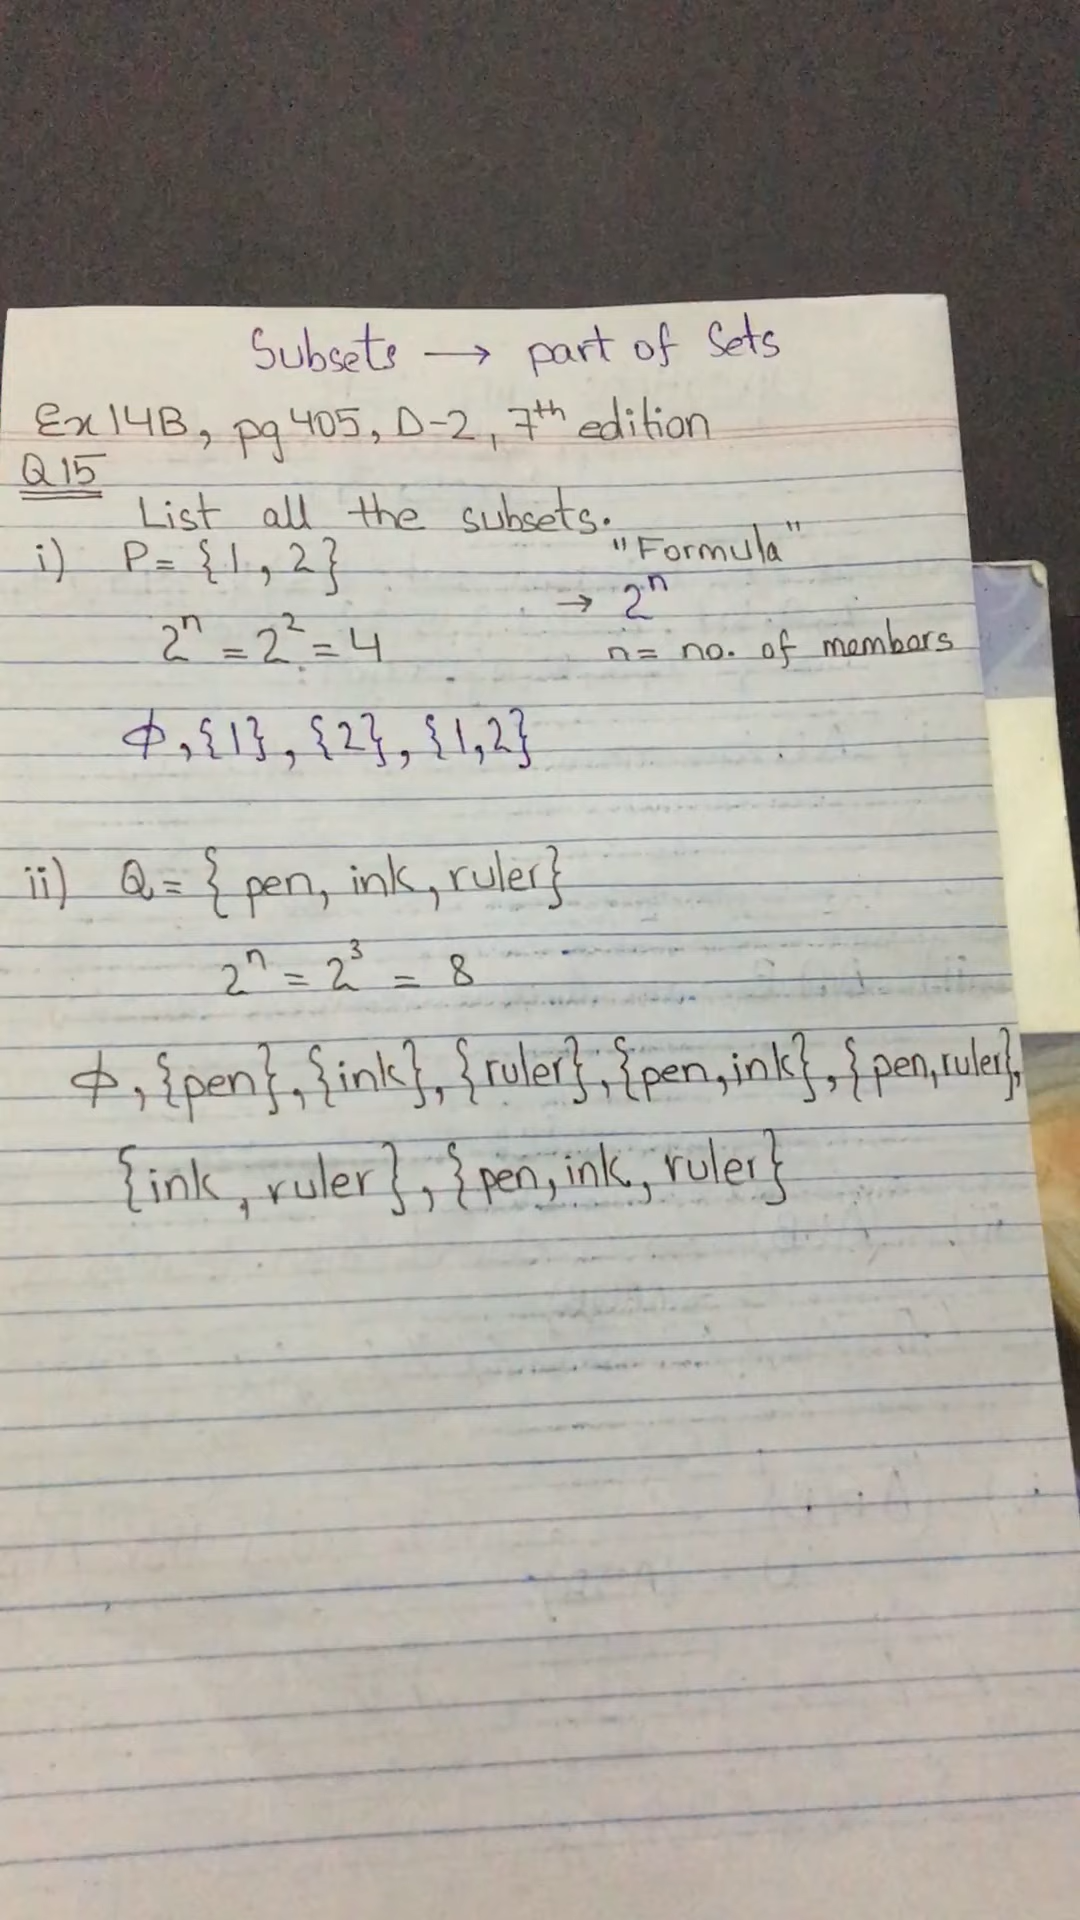 Subsets → part of Sets
Ex 14B, pg 405, D-2, 7th edition
Q 15
List all the subsets.
"Formula"
i) P = {1, 2}
→ 2ⁿ
2ⁿ = 2² = 4
n = no. of members
Φ, {1}, {2}, {1,2}
ii) Q = { pen, ink, ruler}
2ⁿ = 2³ = 8
Φ, {pen}, {ink}, {ruler}, {pen, ink}, { pen, ruler},
{ink, ruler}, {pen, ink, ruler}